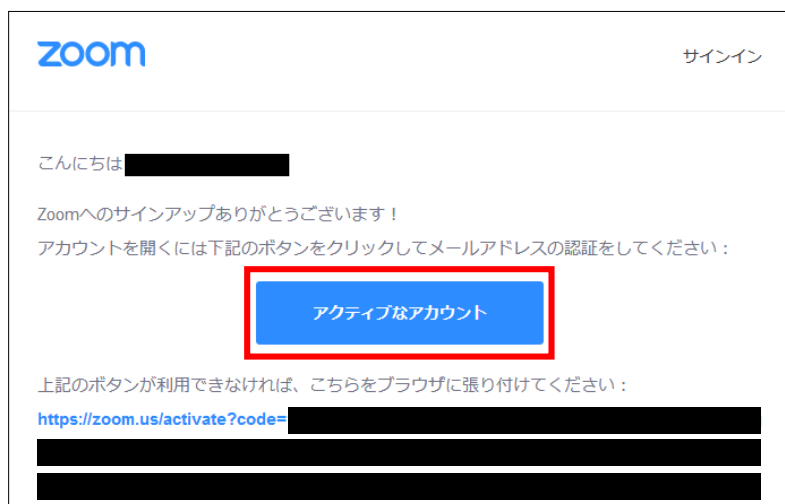 zoom
サインイン
こんにちは
Zoomへのサインアップありがとうございます！
アカウントを開くには下記のボタンをクリックしてメールアドレスの認証をしてください：
アクティブなアカウント
上記のボタンが利用できなければ、こちらをブラウザに張り付けてください：
https://zoom.us/activate?code=